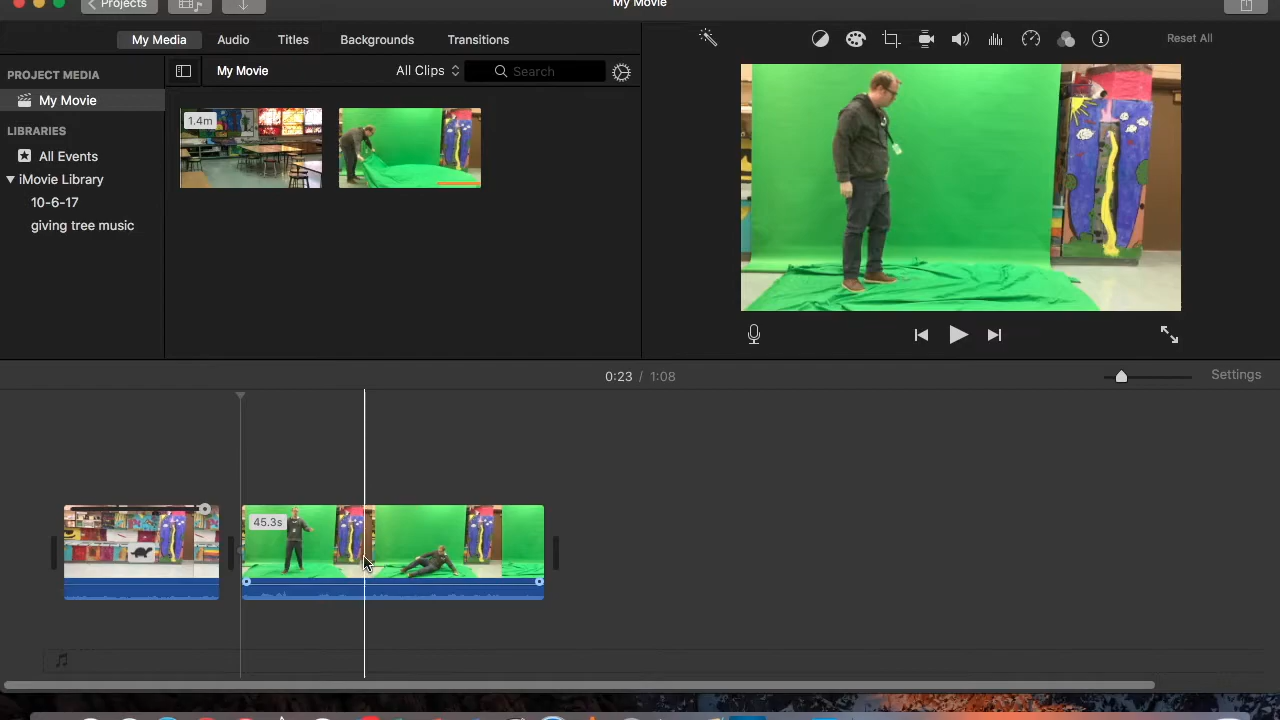 Projects
My Movie
My Media Audio Titles Backgrounds Transitions
Reset All
PROJECT MEDIA
My Movie
LIBRARIES
All Events
iMovie Library
10-6-17
giving tree music
My Movie All Clips Search
1.4m
0:23 / 1:08
Settings
45.3s